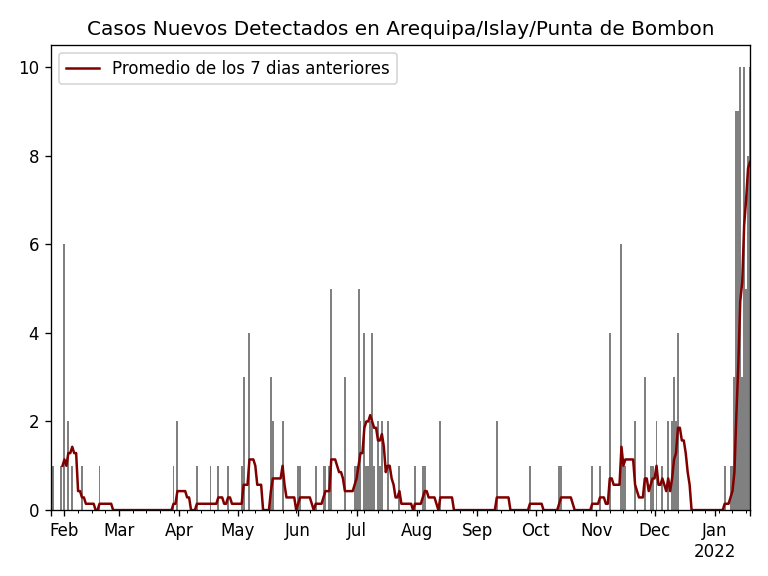 Casos Nuevos Detectados en Arequipa/Islay/Punta de Bombon
Promedio de los 7 dias anteriores
10
8
6
4
2
0
Feb Mar Apr May Jun Jul Aug Sep Oct Nov Dec Jan
2022